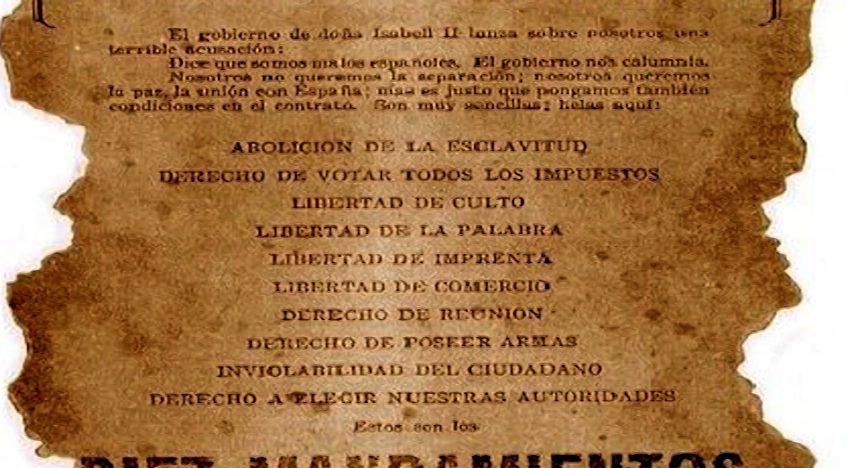 El gobierno de doña Isabell II lanza sobre nosotros una
terrible acusación:
Dice que somos malos españoles. El gobierno nos calumnia.
Nosotros no queremos la separación; nosotros queremos
la paz, la unión con España; mas es justo que pongamos también
condiciones en el contrato. Son muy sencillas; helas aquí:
ABOLICION DE LA ESCLAVITUD
DERECHO DE VOTAR TODOS LOS IMPUESTOS
LIBERTAD DE CULTO
LIBERTAD DE LA PALABRA
LIBERTAD DE IMPRENTA
LIBERTAD DE COMERCIO
DERECHO DE REUNION
DERECHO DE POSEER ARMAS
INVIOLABILIDAD DEL CIUDADANO
DERECHO A ELEGIR NUESTRAS AUTORIDADES
Estos son los
DIEZ MANDAMIENTOS